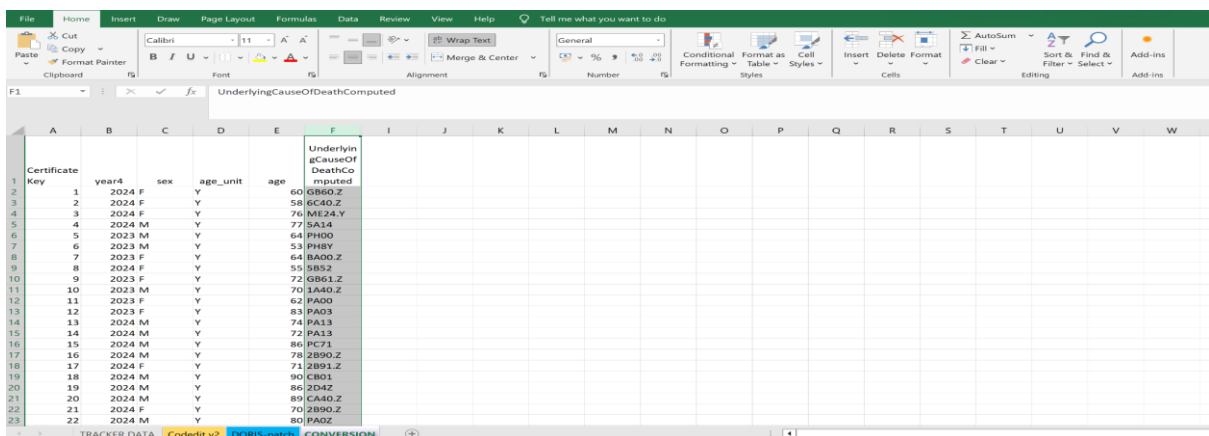 File Home Insert Draw Page Layout Formulas Data Review View Help Tell me what you want to do
Cut
Copy
Format Painter
Paste
Clipboard
Calibri 11 A A
B I U A
Font
Wrap Text
Merge & Center
Alignment
General
% ,
Number
Conditional Formatting
Format as Table
Cell Styles
Styles
Insert Delete Format
Cells
AutoSum
Fill
Clear
Sort & Filter
Find & Select
Editing
Add-ins
Add-ins
F1 fx UnderlyingCauseOfDeathComputed
A B C D E F I J K L M N O P Q R S T U V W
1 Certificate Key year4 sex age_unit age UnderlyingCauseOfDeathComputed
2 1 2024 F Y 60 GB60.Z
3 2 2024 F Y 58 6C40.Z
4 3 2024 F Y 76 ME24.Y
5 4 2024 M Y 77 5A14
6 5 2023 M Y 64 PH00
7 6 2023 M Y 53 PH8Y
8 7 2023 F Y 64 BA00.Z
9 8 2024 F Y 55 5B52
10 9 2023 F Y 72 GB61.Z
11 10 2023 M Y 70 1A40.Z
12 11 2023 F Y 62 PA00
13 12 2023 F Y 83 PA03
14 13 2024 M Y 74 PA13
15 14 2024 M Y 72 PA13
16 15 2024 M Y 86 PC71
17 16 2024 M Y 78 2B90.Z
18 17 2024 F Y 71 2B91.Z
19 18 2024 M Y 90 CB01
20 19 2024 M Y 86 2D4Z
21 20 2024 M Y 89 CA40.Z
22 21 2024 F Y 70 2B90.Z
23 22 2024 M Y 80 PA0Z
TRACKER DATA Codedit v2 DORIS-patch CONVERSION